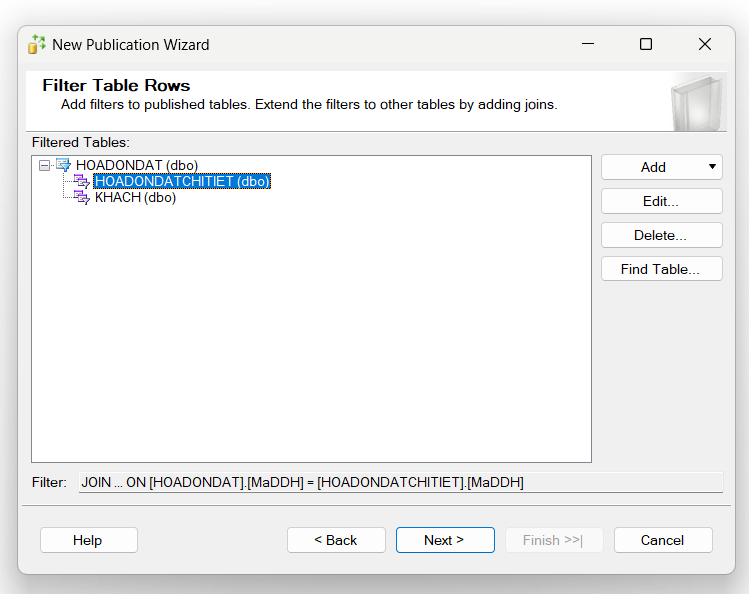 New Publication Wizard
Filter Table Rows
Add filters to published tables. Extend the filters to other tables by adding joins.
Filtered Tables:
HOADONDAT (dbo)
HOADONDATCHITIET (dbo)
KHACH (dbo)
Add
Edit...
Delete...
Find Table...
Filter: JOIN ... ON [HOADONDAT].[MaDDH] = [HOADONDATCHITIET].[MaDDH]
Help < Back Next > Finish >>| Cancel